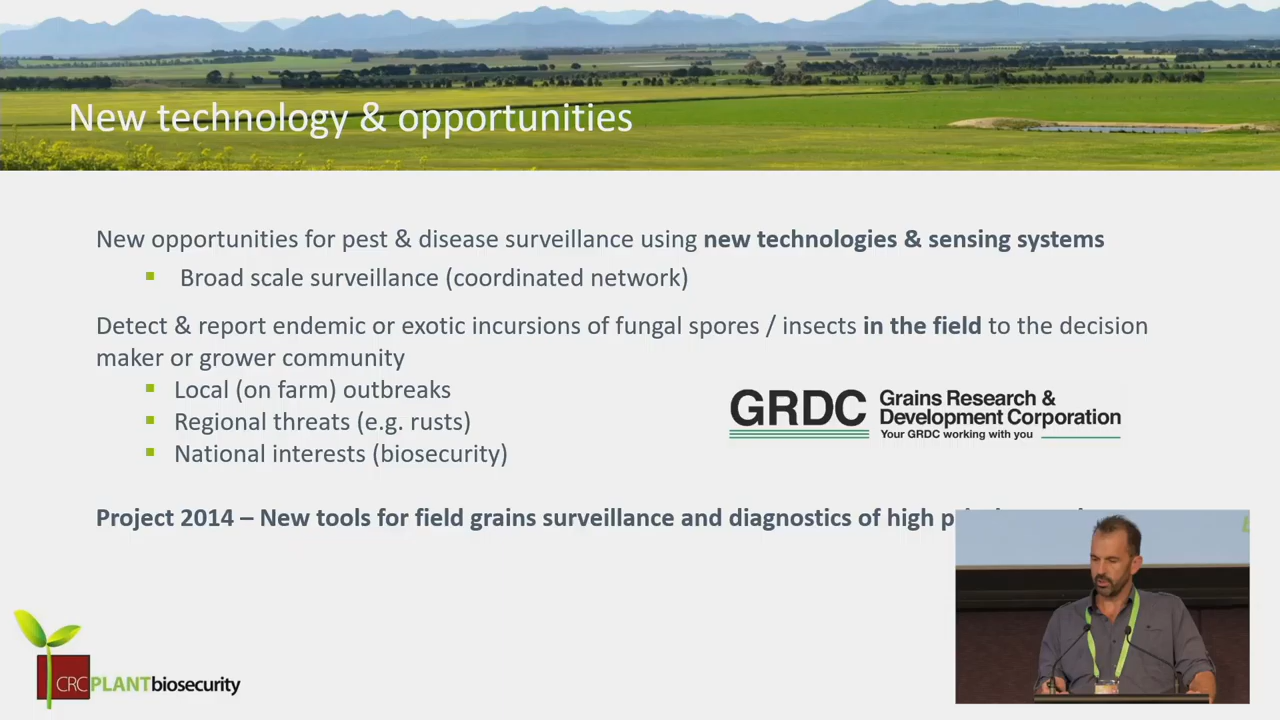 New technology & opportunities
New opportunities for pest & disease surveillance using new technologies & sensing systems
Broad scale surveillance (coordinated network)
Detect & report endemic or exotic incursions of fungal spores / insects in the field to the decision
maker or grower community
Local (on farm) outbreaks
Regional threats (e.g. rusts)
National interests (biosecurity)
GRDC
Grains Research &
Development Corporation
Your GRDC working with you
Project 2014 – New tools for field grains surveillance and diagnostics of high
CRCPLANTbiosecurity